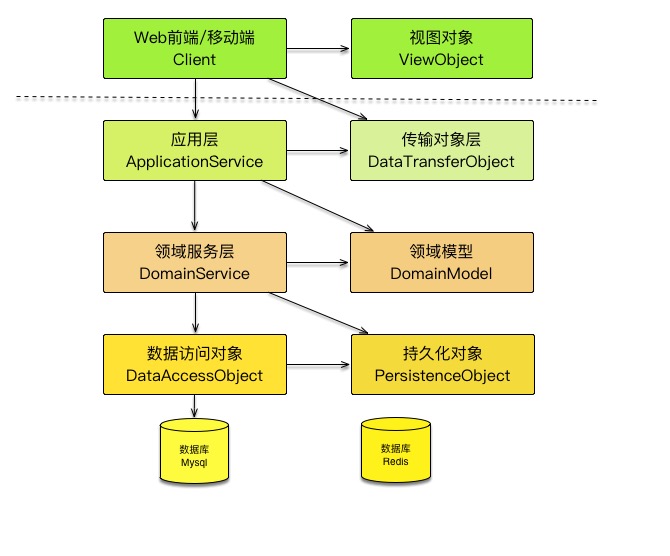 Web前端/移动端
Client
视图对象
ViewObject
应用层
ApplicationService
传输对象层
DataTransferObject
领域服务层
DomainService
领域模型
DomainModel
数据访问对象
DataAccessObject
持久化对象
PersistenceObject
数据库
Mysql
数据库
Redis